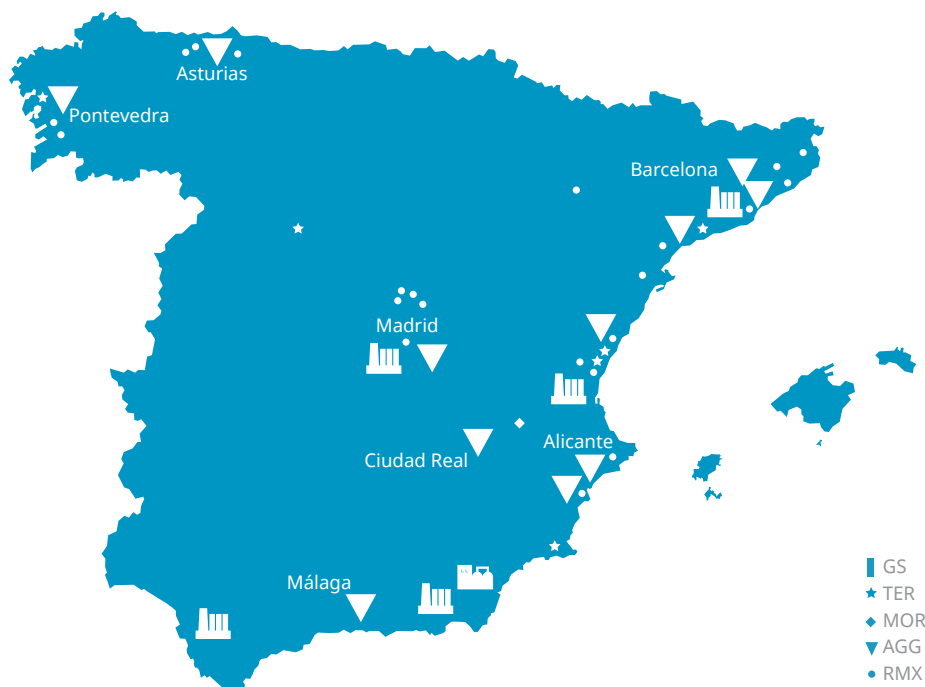 Asturias
Pontevedra
Barcelona
Madrid
Alicante
Ciudad Real
Málaga
GS
TER
MOR
AGG
RMX